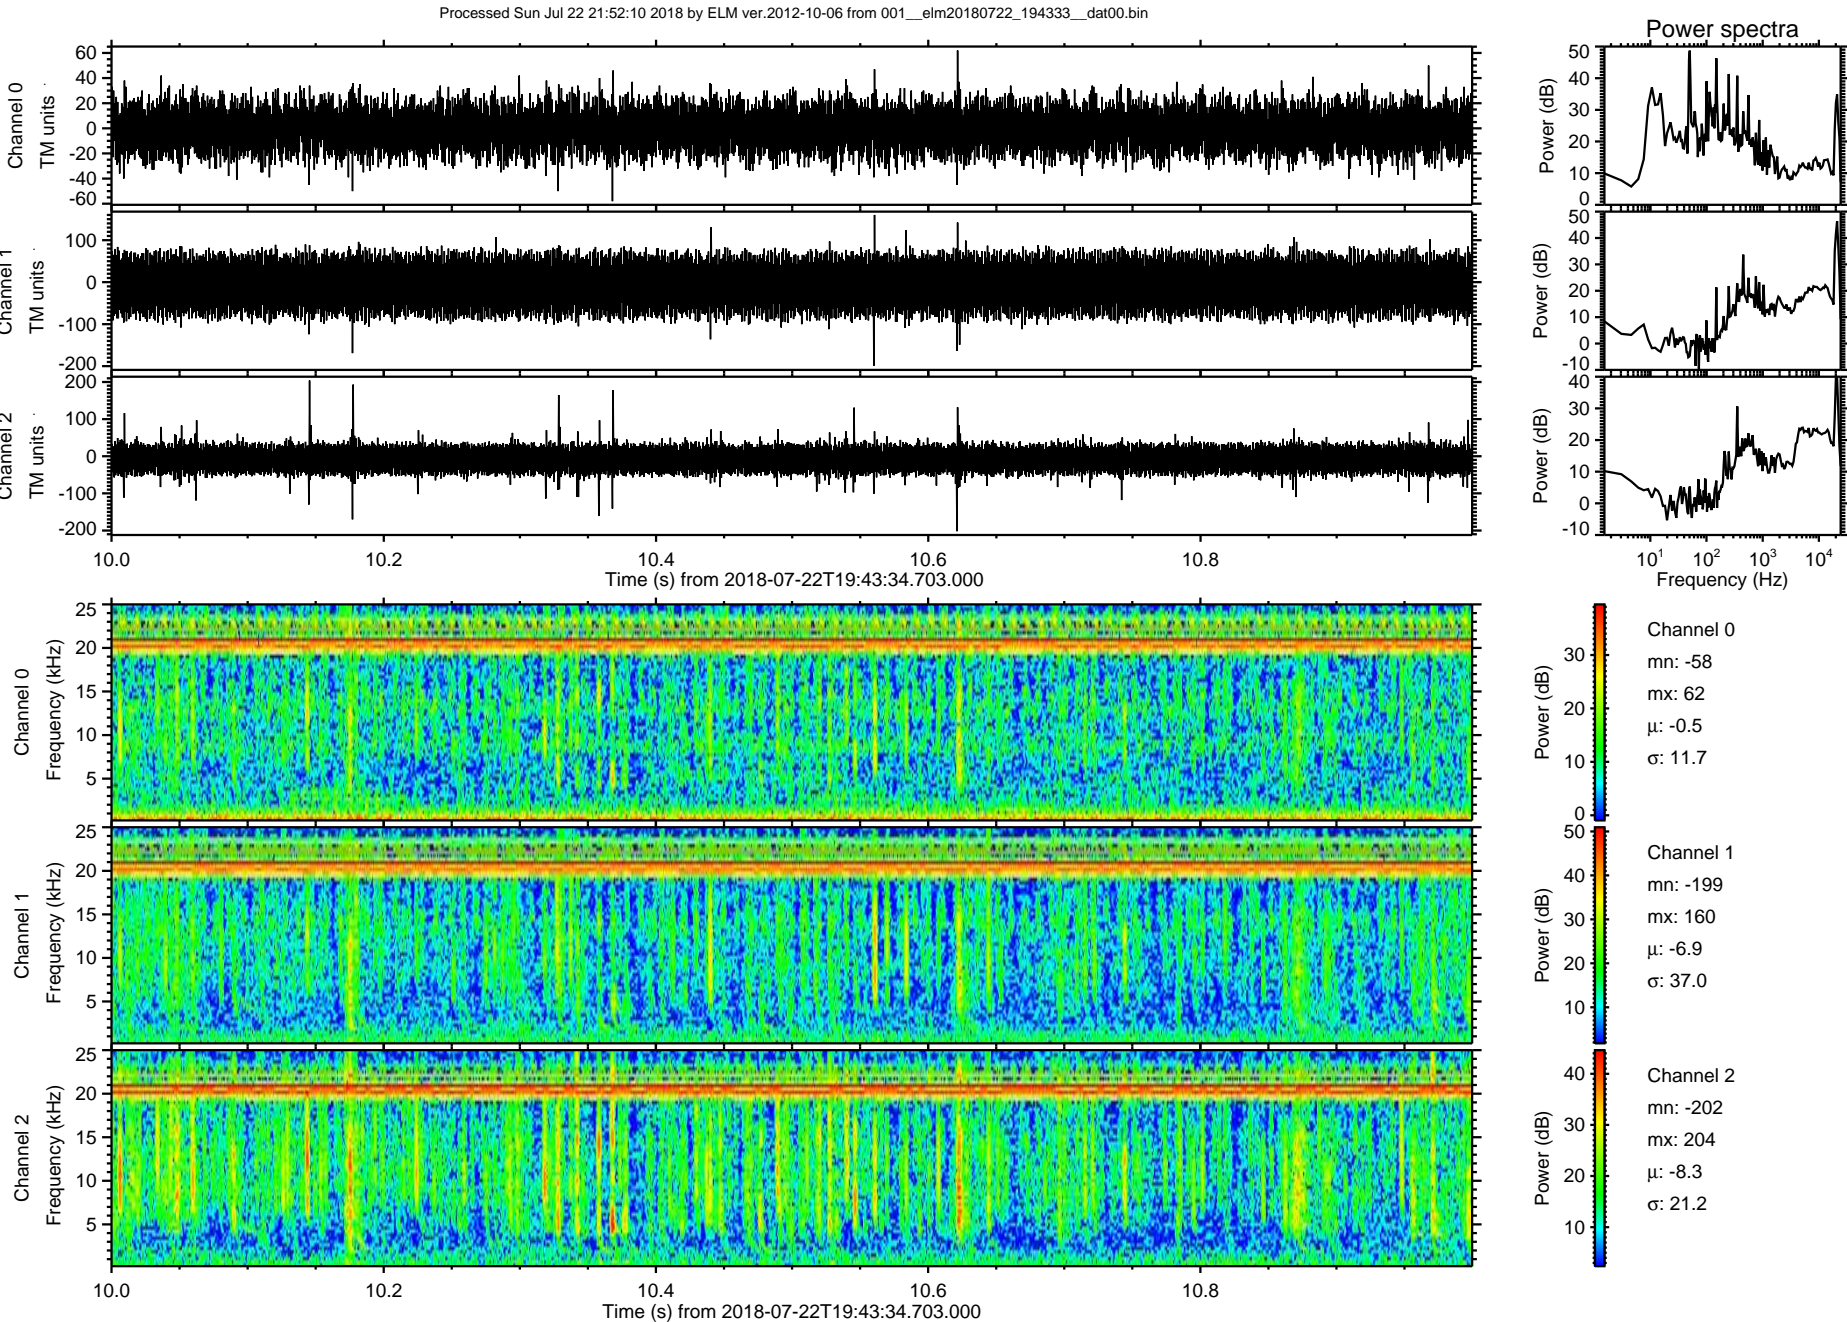 Processed Sun Jul 22 21:52:10 2018 by ELM ver.2012-10-06 from 001__elm20180722_194333__dat00.bin
Power spectra
Channel 0
TM units
60
40
20
0
-20
-40
-60
Power (dB)
50
40
30
20
10
0
Channel 1
TM units
100
0
-100
-200
Power (dB)
50
40
30
20
10
0
-10
Channel 2
TM units
200
100
0
-100
-200
Power (dB)
40
30
20
10
0
-10
10.0 10.2 10.4 10.6 10.8
Time (s) from 2018-07-22T19:43:34.703.000
10¹ 10² 10³ 10⁴
Frequency (Hz)
Channel 0
Frequency (kHz)
25
20
15
10
5
Power (dB)
30
20
10
0
Channel 0
mn: -58
mx: 62
μ: -0.5
σ: 11.7
Channel 1
Frequency (kHz)
25
20
15
10
5
Power (dB)
50
40
30
20
10
Channel 1
mn: -199
mx: 160
μ: -6.9
σ: 37.0
Channel 2
Frequency (kHz)
25
20
15
10
5
Power (dB)
40
30
20
10
Channel 2
mn: -202
mx: 204
μ: -8.3
σ: 21.2
10.0 10.2 10.4 10.6 10.8
Time (s) from 2018-07-22T19:43:34.703.000